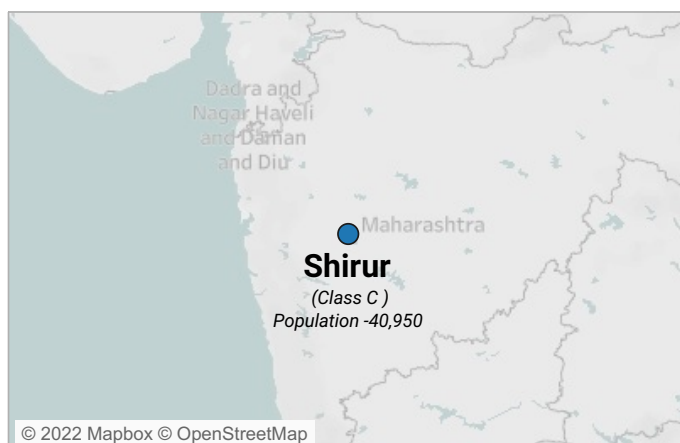 Dadra and
Nagar Haveli
and Daman
and Diu
Maharashtra
Shirur
(Class C )
Population -40,950
© 2022 Mapbox © OpenStreetMap